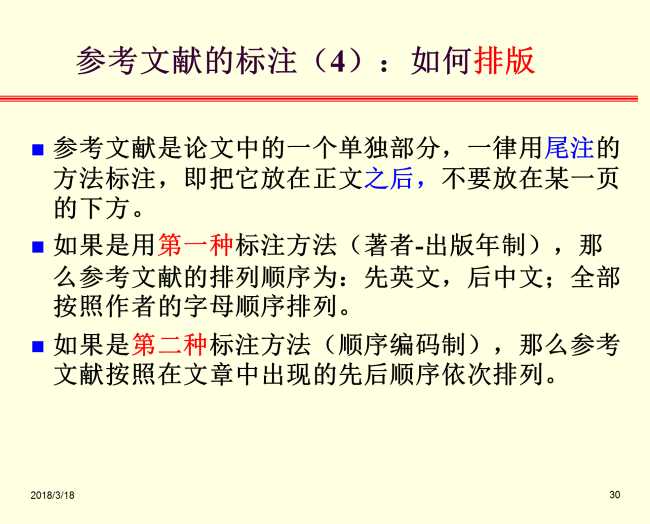 参考文献的标注（4）：如何排版
参考文献是论文中的一个单独部分，一律用尾注的
方法标注，即把它放在正文之后，不要放在某一页
的下方。
如果是用第一种标注方法（著者-出版年制），那
么参考文献的排列顺序为：先英文，后中文；全部
按照作者的字母顺序排列。
如果是第二种标注方法（顺序编码制），那么参考
文献按照在文章中出现的先后顺序依次排列。
2018/3/18
30